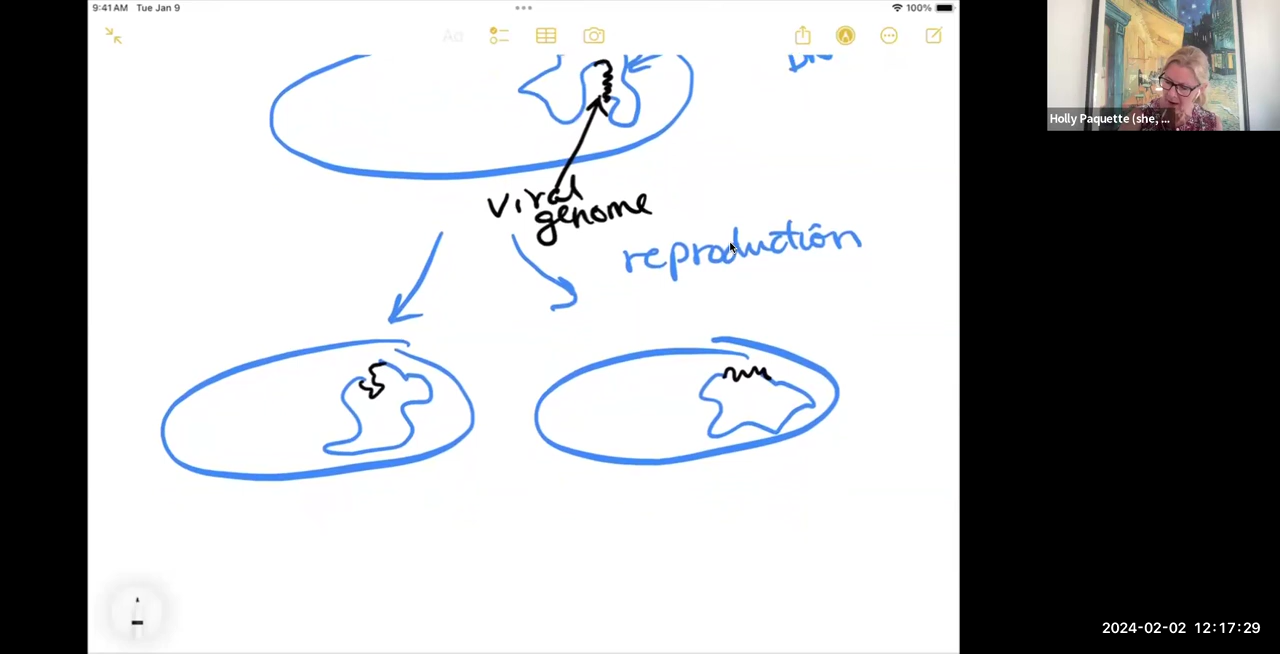 9:41 AM Tue Jan 9
100%
Aa
Holly Paquette (she, ...
viral
genome
reproduction
2024-02-02 12:17:29